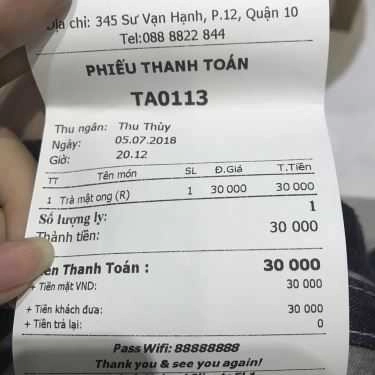 Địa chỉ: 345 Sư Vạn Hạnh, P.12, Quận 10
Tel:088 8822 844
PHIẾU THANH TOÁN
TA0113
Thu ngân: Thu Thủy
Ngày: 05.07.2018
Giờ: 20.12
TT Tên món SL Đ.Giá T.Tiền
1 Trà mật ong (R) 1 30 000 30 000
Số lượng ly: 1
Thành tiền: 30 000
Thanh Toán : 30 000
+ Tiền mặt VND: 30 000
+ Tiền khách đưa: 30 000
+ Tiền trả lại: 0
Pass Wifi: 88888888
Thank you & see you again!